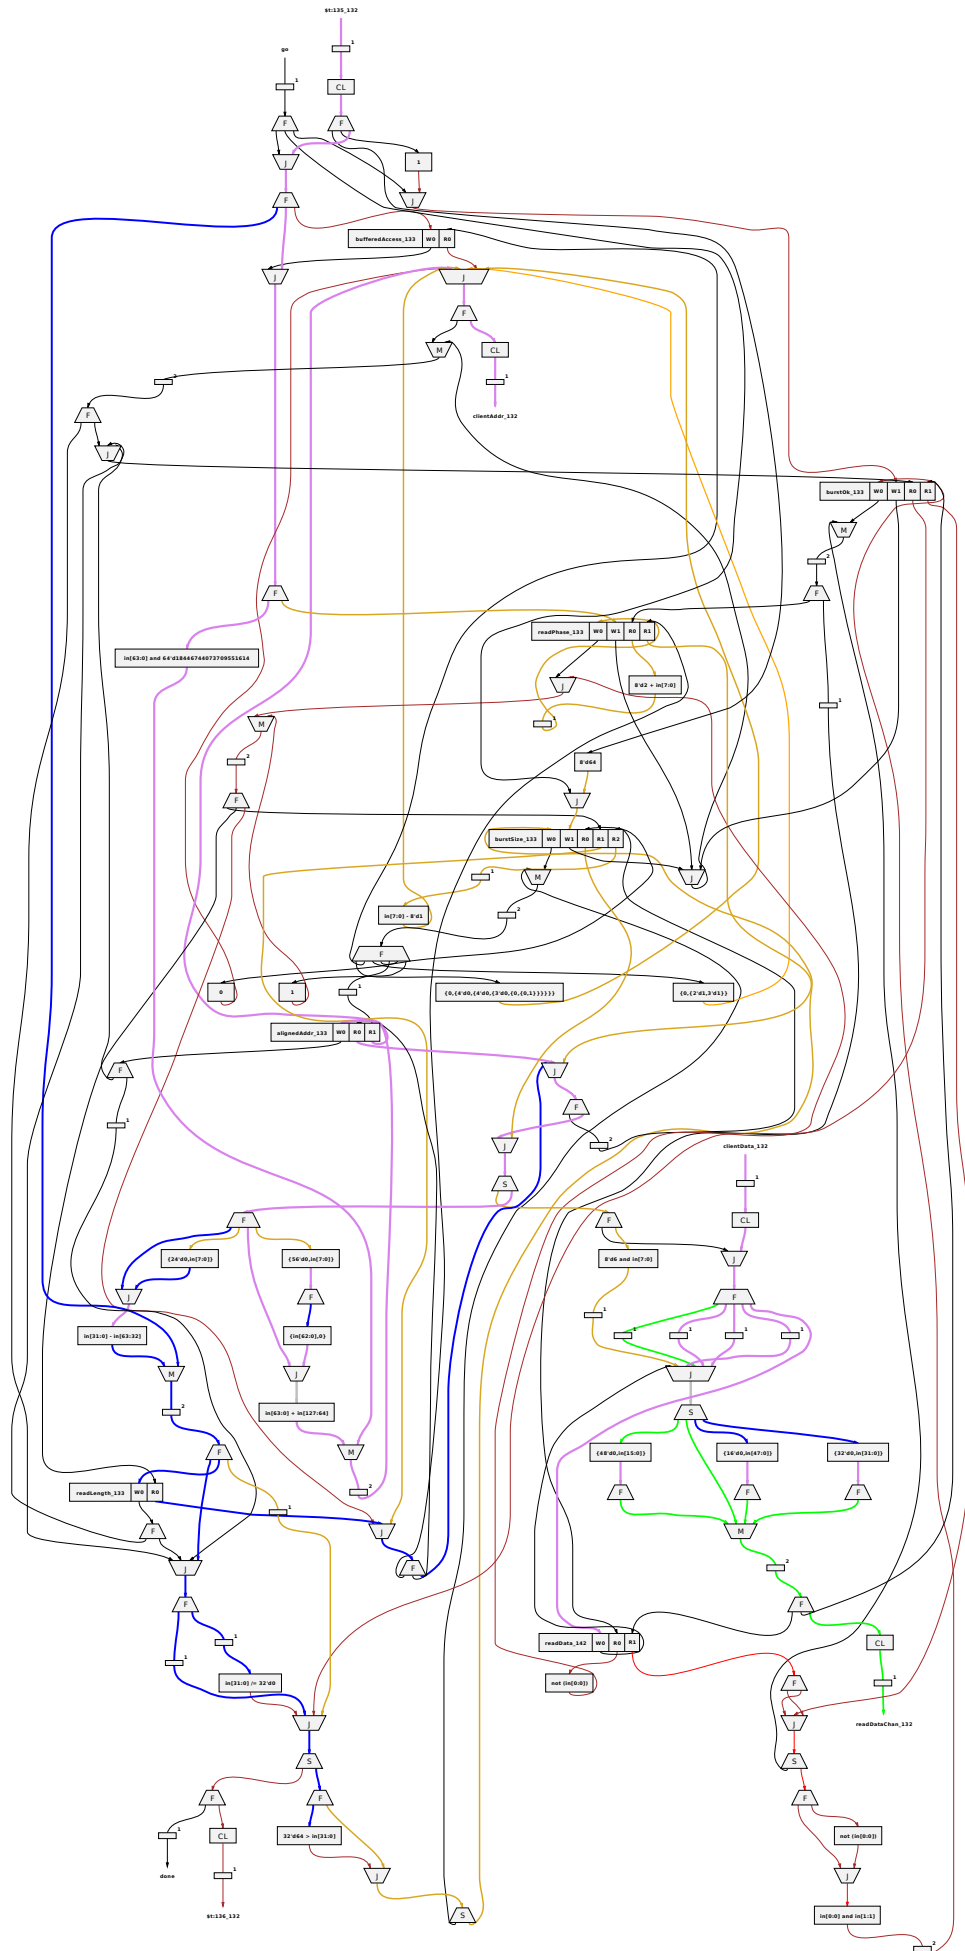 $t:135_132
1
go
1
CL
F
F
J
1
F
J
bufferedAccess_133 W0 R0
J
J
F
M
CL
2
1
F
clientAddr_132
J
burstOk_133 W0 W1 R0 R1
M
2
F
F
readPhase_133 W0 W1 R0 R1
in[63:0] and 64'd18446744073709551614
J
8'd2 + in[7:0]
1
M
1
2
8'd64
F
J
burstSize_133 W0 W1 R0 R1 R2
1
M
J
in[7:0] - 8'd1
2
F
0
1
1
{0,{4'd0,{4'd0,{3'd0,{0,{0,1}}}}}}
{0,{2'd1,3'd1}}
alignedAddr_133 W0 R0 R1
F
J
F
1
J
2
clientData_132
S
1
F
F
CL
{24'd0,in[7:0]}
{56'd0,in[7:0]}
8'd6 and in[7:0]
J
J
F
F
1
in[31:0] - in[63:32]
{in[62:0],0}
1
1
1
1
M
J
J
2
in[63:0] + in[127:64]
S
F
M
{48'd0,in[15:0]}
{16'd0,in[47:0]}
{32'd0,in[31:0]}
readLength_133 W0 R0
2
F
F
F
1
F
J
M
J
F
2
F
F
1
readData_142 W0 R0 R1
CL
1
in[31:0] /= 32'd0
not (in[0:0])
F
1
J
J
readDataChan_132
S
S
F
F
F
1
CL
32'd64 > in[31:0]
not (in[0:0])
done
1
J
J
$t:136_132
S
in[0:0] and in[1:1]
2